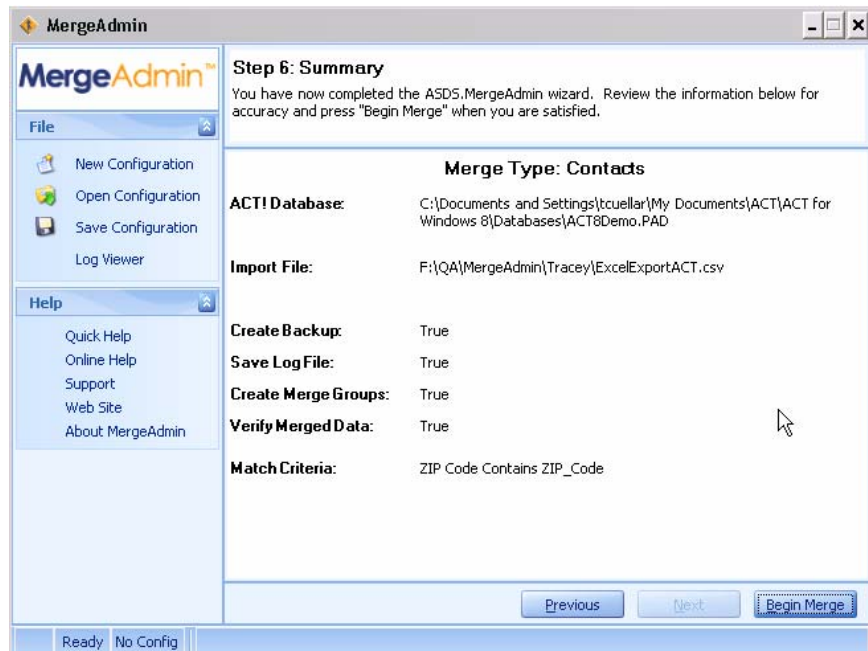 MergeAdmin
MergeAdmin™
File
New Configuration
Open Configuration
Save Configuration
Log Viewer
Help
Quick Help
Online Help
Support
Web Site
About MergeAdmin
Step 6: Summary
You have now completed the ASDS.MergeAdmin wizard. Review the information below for
accuracy and press "Begin Merge" when you are satisfied.
Merge Type: Contacts
ACT! Database: C:\Documents and Settings\tcuellar\My Documents\ACT\ACT for
Windows 8\Databases\ACT8Demo.PAD
Import File: F:\QA\MergeAdmin\Tracey\ExcelExportACT.csv
Create Backup: True
Save Log File: True
Create Merge Groups: True
Verify Merged Data: True
Match Criteria: ZIP Code Contains ZIP_Code
Previous Next Begin Merge
Ready No Config